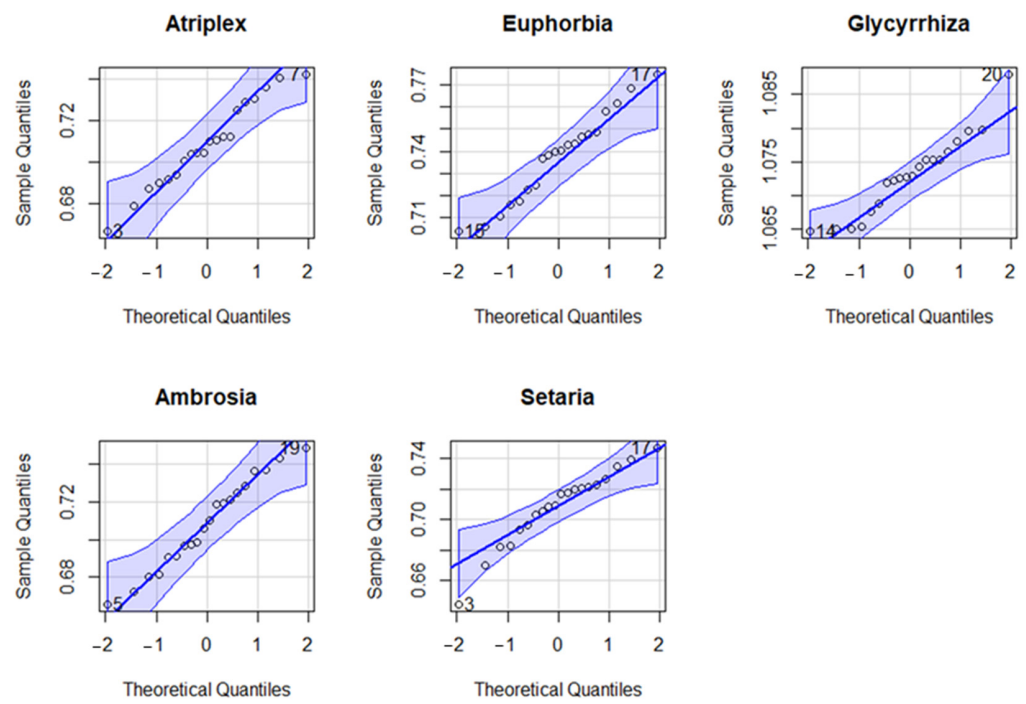 Atriplex
Sample Quantiles
0.68 0.72
7
−2 −1 0 1 2
Theoretical Quantiles
Euphorbia
Sample Quantiles
0.71 0.74 0.77
17
−2 −1 0 1 2
Theoretical Quantiles
Glycyrrhiza
Sample Quantiles
1.065 1.075 1.085
20
14
−2 −1 0 1 2
Theoretical Quantiles
Ambrosia
Sample Quantiles
0.68 0.72
19
5
−2 −1 0 1 2
Theoretical Quantiles
Setaria
Sample Quantiles
0.66 0.70 0.74
17
3
−2 −1 0 1 2
Theoretical Quantiles